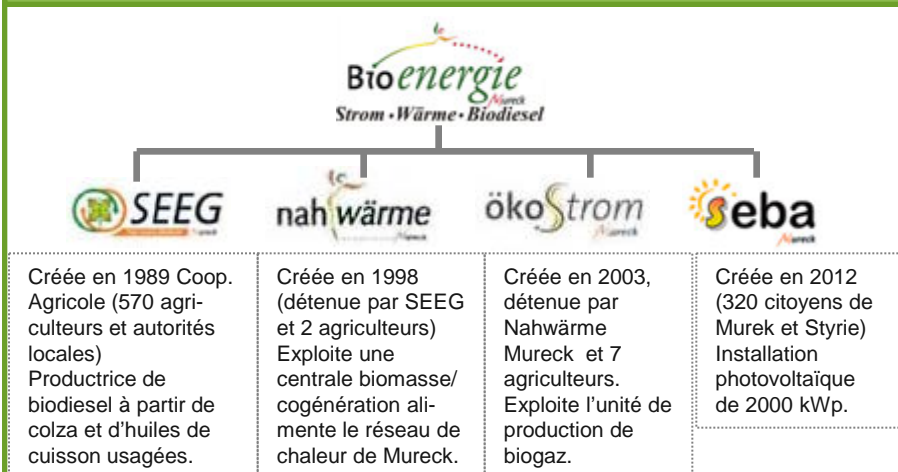 Bioenergie
Mureck
Strom • Wärme • Biodiesel
SEEG
Mureck
nahwärme
Mureck
ökoStrom
Mureck
Seba
Mureck
Créée en 1989 Coop.
Agricole (570 agri-
culteurs et autorités
locales)
Productrice de
biodiesel à partir de
colza et d'huiles de
cuisson usagées.
Créée en 1998
(détenue par SEEG
et 2 agriculteurs)
Exploite une
centrale biomasse/
cogénération ali-
mente le réseau de
chaleur de Mureck.
Créée en 2003,
détenue par
Nahwärme
Mureck et 7
agriculteurs.
Exploite l'unité de
production de
biogaz.
Créée en 2012
(320 citoyens de
Murek et Styrie)
Installation
photovoltaïque
de 2000 kWp.